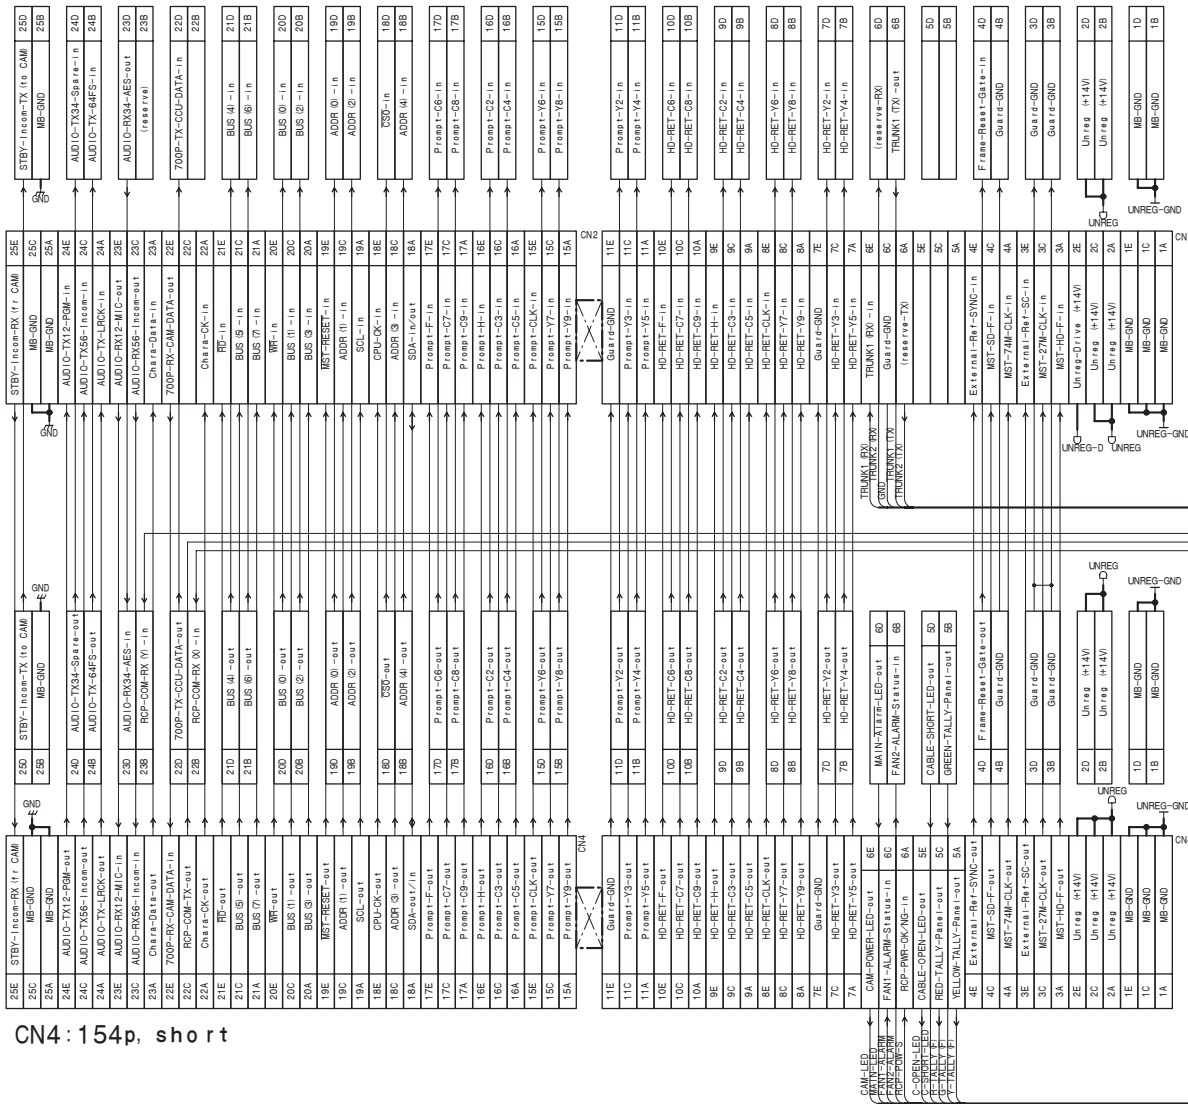 25D STBY-Incom-TX (to CAM)
25B MB-GND
24D AUDIO-TX34-Spare-in
24B AUDIO-TX-64FS-in
23D AUDIO-RX34-AES-out
23B (reserve)
22D 700P-TX-CCU-DATA-in
22B
21D BUS (4) -in
21B BUS (6) -in
20D BUS (0) -in
20B BUS (2) -in
19D ADDR (0) -in
19B ADDR (2) -in
18D CS0-in
18B ADDR (4) -in
17D Prompt-C6-in
17B Prompt-C8-in
16D Prompt-C2-in
16B Prompt-C4-in
15D Prompt-Y6-in
15B Prompt-Y8-in
11D Prompt-Y2-in
11B Prompt-Y4-in
10D HD-RET-C6-in
10B HD-RET-C8-in
9D HD-RET-C2-in
9B HD-RET-C4-in
8D HD-RET-Y6-in
8B HD-RET-Y8-in
7D HD-RET-Y2-in
7B HD-RET-Y4-in
6D (reserve-RX)
6B TRUNK1 (TX) -out
5D
5B
4D Frame-Reset-Gate-in
4B Guard-GND
3D Guard-GND
3B Guard-GND
2D Unreg (+14V)
2B Unreg (+14V)
1D MB-GND
1B MB-GND
GND
UNREG
UNREG-GND
25E STBY-Incom-RX (fr CAM)
25C MB-GND
25A MB-GND
24E AUDIO-TX12-PGM-in
24C AUDIO-TX56-Incom-in
24A AUDIO-TX-LRCK-in
23E AUDIO-RX12-MIC-out
23C AUDIO-RX56-Incom-out
23A Chara-Data-in
22E 700P-RX-CAM-DATA-out
22C
22A Chara-CK-in
21E RD-in
21C BUS (5) -in
21A BUS (7) -in
20E WR-in
20C BUS (1) -in
20A BUS (3) -in
19E MST-RESET-in
19C ADDR (1) -in
19A SCL-in
18E CPU-CK-in
18C ADDR (3) -in
18A SDA-in/out
17E Prompt-F-in
17C Prompt-C7-in
17A Prompt-C9-in
16E Prompt-H-in
16C Prompt-C3-in
16A Prompt-C5-in
15E Prompt-CLK-in
15C Prompt-Y7-in
15A Prompt-Y9-in
CN2
11E Guard-GND
11C Prompt-Y3-in
11A Prompt-Y5-in
10E HD-RET-F-in
10C HD-RET-C7-in
10A HD-RET-C9-in
9E HD-RET-H-in
9C HD-RET-C3-in
9A HD-RET-C5-in
8E HD-RET-CLK-in
8C HD-RET-Y7-in
8A HD-RET-Y9-in
7E Guard-GND
7C HD-RET-Y3-in
7A HD-RET-Y5-in
6E TRUNK1 (RX) -in
6C Guard-GND
6A (reserve-TX)
5E
5C
5A
4E External-Ref-SYNC-in
4C MST-SD-F-in
4A MST-74M-CLK-in
3E External-Ref-SC-in
3C MST-27M-CLK-in
3A MST-HD-F-in
2E Unreg-Drive (+14V)
2C Unreg (+14V)
2A Unreg (+14V)
1E MB-GND
1C MB-GND
1A MB-GND
CN
GND
UNREG-D
UNREG
UNREG-GND
TRUNK1 (RX)
TRUNK2 (RX)
GND
TRUNK1 (TX)
TRUNK2 (TX)
GND
UNREG
UNREG-GND
25D STBY-Incom-TX (to CAM)
25B MB-GND
24D AUDIO-TX34-Spare-out
24B AUDIO-TX-64FS-out
23D AUDIO-RX34-AES-in
23B RCP-COM-RX (Y) -in
22D 700P-TX-CCU-DATA-out
22B RCP-COM-RX (X) -in
21D BUS (4) -out
21B BUS (6) -out
20D BUS (0) -out
20B BUS (2) -out
19D ADDR (0) -out
19B ADDR (2) -out
18D CS0-out
18B ADDR (4) -out
17D Prompt-C6-out
17B Prompt-C8-out
16D Prompt-C2-out
16B Prompt-C4-out
15D Prompt-Y6-out
15B Prompt-Y8-out
11D Prompt-Y2-out
11B Prompt-Y4-out
10D HD-RET-C6-out
10B HD-RET-C8-out
9D HD-RET-C2-out
9B HD-RET-C4-out
8D HD-RET-Y6-out
8B HD-RET-Y8-out
7D HD-RET-Y2-out
7B HD-RET-Y4-out
MAIN-Alarm-LED-out 6D
FAN2-ALARM-Status-in 6B
CABLE-SHORT-LED-out 5D
GREEN-TALLY-Panel-out 5B
4D Frame-Reset-Gate-out
4B Guard-GND
3D Guard-GND
3B Guard-GND
2D Unreg (+14V)
2B Unreg (+14V)
1D MB-GND
1B MB-GND
GND
UNREG
UNREG-GND
25E STBY-Incom-RX (fr CAM)
25C MB-GND
25A MB-GND
24E AUDIO-TX12-PGM-out
24C AUDIO-TX56-Incom-out
24A AUDIO-TX-LRCK-out
23E AUDIO-RX12-MIC-in
23C AUDIO-RX56-Incom-in
23A Chara-Data-out
22E 700P-RX-CAM-DATA-in
22C RCP-COM-TX-out
22A Chara-CK-out
21E RD-out
21C BUS (5) -out
21A BUS (7) -out
20E WR-out
20C BUS (1) -out
20A BUS (3) -out
19E MST-RESET-out
19C ADDR (1) -out
19A SCL-out
18E CPU-CK-out
18C ADDR (3) -out
18A SDA-out/in
17E Prompt-F-out
17C Prompt-C7-out
17A Prompt-C9-out
16E Prompt-H-out
16C Prompt-C3-out
16A Prompt-C5-out
15E Prompt-CLK-out
15C Prompt-Y7-out
15A Prompt-Y9-out
CN4
11E Guard-GND
11C Prompt-Y3-out
11A Prompt-Y5-out
10E HD-RET-F-out
10C HD-RET-C7-out
10A HD-RET-C9-out
9E HD-RET-H-out
9C HD-RET-C3-out
9A HD-RET-C5-out
8E HD-RET-CLK-out
8C HD-RET-Y7-out
8A HD-RET-Y9-out
7E Guard-GND
7C HD-RET-Y3-out
7A HD-RET-Y5-out
CAM-POWER-LED-out 6E
FAN1-ALARM-Status-in 6C
RCP-PWR-OK/NG-in 6A
CABLE-OPEN-LED-out 5E
RED-TALLY-Panel-out 5C
YELLOW-TALLY-Panel-out 5A
4E External-Ref-SYNC-out
4C MST-SD-F-out
4A MST-74M-CLK-out
3E External-Ref-SC-out
3C MST-27M-CLK-out
3A MST-HD-F-out
2E Unreg (+14V)
2C Unreg (+14V)
2A Unreg (+14V)
1E MB-GND
1C MB-GND
1A MB-GND
CN
CN4:154p, short
CAM-LED
MAIN-LED
FAN1-ALARM
FAN2-ALARM
RCP-POW-S
C-OPEN-LED
C-SHORT-LED
R-TALLY (F)
G-TALLY (F)
Y-TALLY (F)